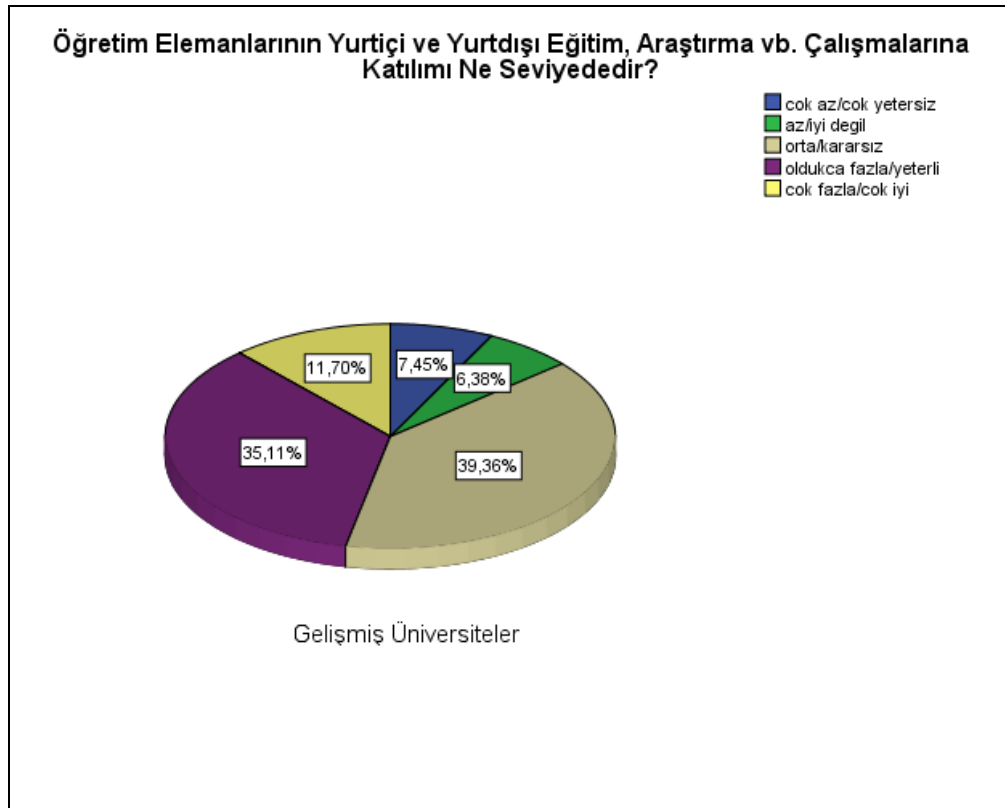 Öğretim Elemanlarının Yurtiçi ve Yurtdışı Eğitim, Araştırma vb. Çalışmalarına
Katılımı Ne Seviyededir?
cok az/cok yetersiz
az/iyi degil
orta/kararsız
oldukca fazla/yeterli
cok fazla/cok iyi
11,70%
7,45%
6,38%
35,11%
39,36%
Gelişmiş Üniversiteler